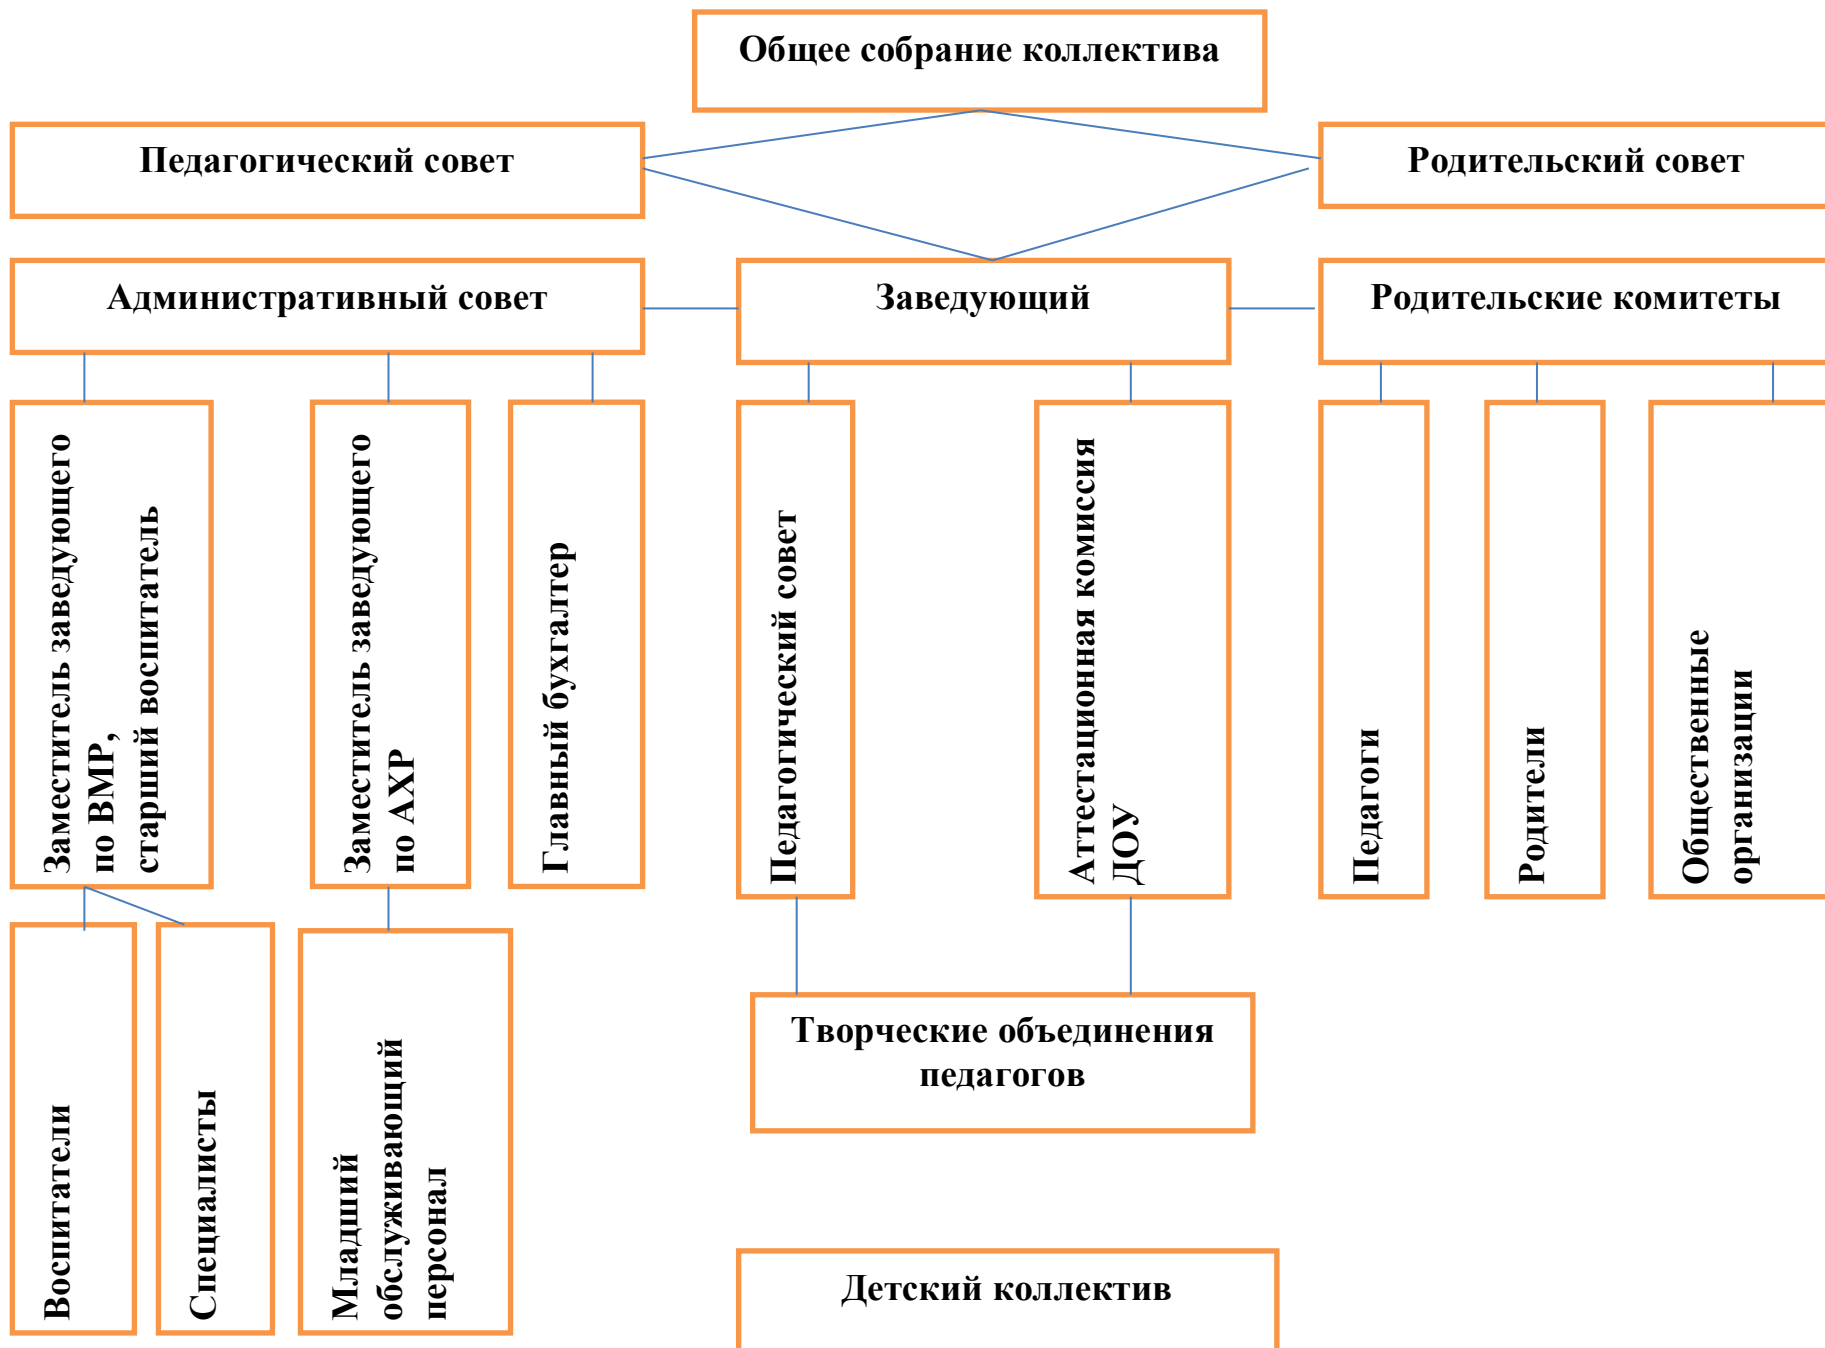 Общее собрание коллектива
Педагогический совет
Родительский совет
Административный совет
Заведующий
Родительские комитеты
Заместитель заведующего
по ВМР,
старший воспитатель
Заместитель заведующего
по АХР
Главный бухгалтер
Педагогический совет
Аттестационная комиссия
ДОУ
Педагоги
Родители
Общественные
организации
Воспитатели
Специалисты
Младший
обслуживающий
персонал
Творческие объединения
педагогов
Детский коллектив